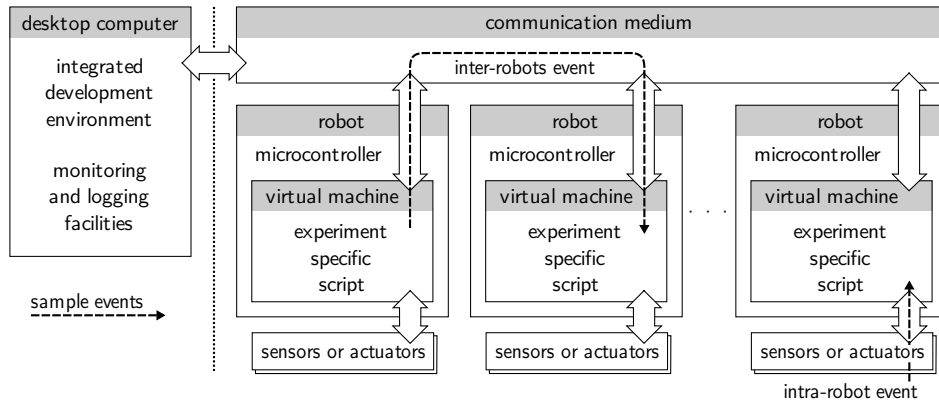 desktop computer
integrated
development
environment
monitoring
and logging
facilities
sample events
communication medium
inter-robots event
robot
microcontroller
virtual machine
experiment
specific
script
sensors or actuators
robot
microcontroller
virtual machine
experiment
specific
script
sensors or actuators
. . .
robot
microcontroller
virtual machine
experiment
specific
script
sensors or actuators
intra-robot event